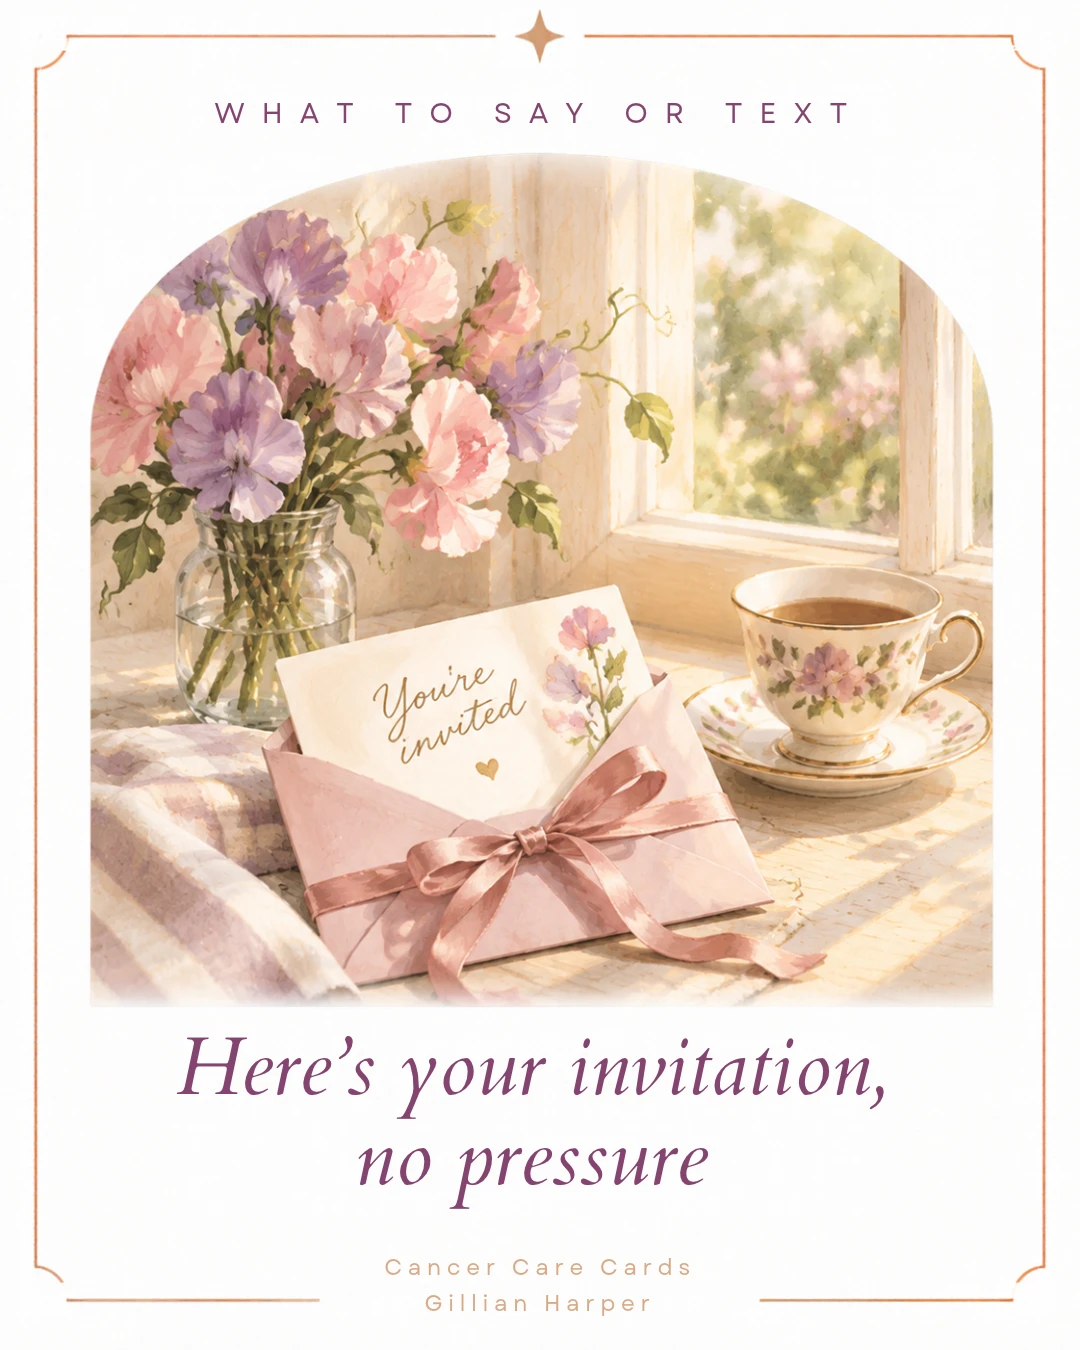 WHAT TO SAY OR TEXT
You're
invited
Here's your invitation,
no pressure
Cancer Care Cards
Gillian Harper